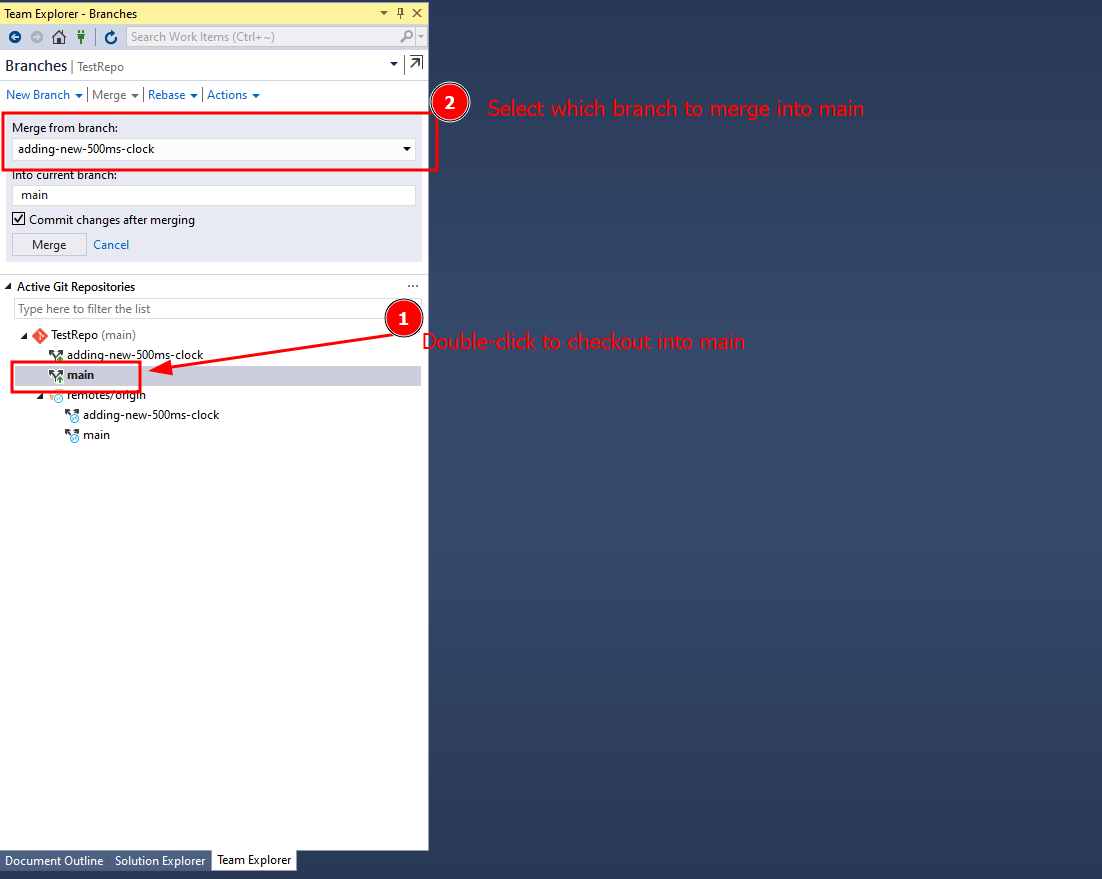 Team Explorer - Branches
Search Work Items (Ctrl+~)
Branches | TestRepo
New Branch | Merge | Rebase | Actions
2 Select which branch to merge into main
Merge from branch:
adding-new-500ms-clock
Into current branch:
main
Commit changes after merging
Merge Cancel
Active Git Repositories ...
Type here to filter the list
1
TestRepo (main)
Double-click to checkout into main
adding-new-500ms-clock
main
remotes/origin
adding-new-500ms-clock
main
Document Outline Solution Explorer Team Explorer